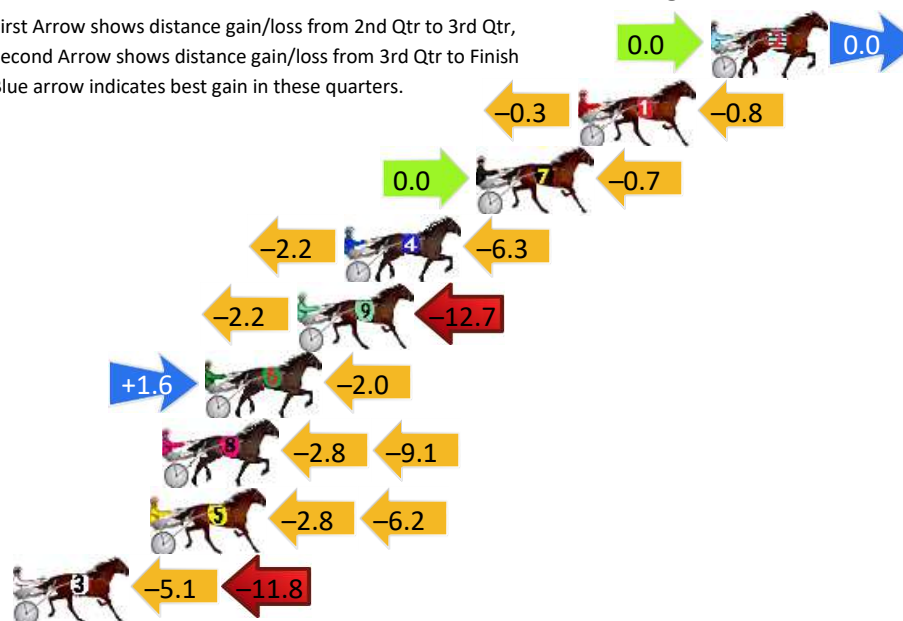 irst Arrow shows distance gain/loss from 2nd Qtr to 3rd Qtr,
econd Arrow shows distance gain/loss from 3rd Qtr to Finish
lue arrow indicates best gain in these quarters.
0.0 2 0.0
−0.3 1 −0.8
0.0 7 −0.7
−2.2 4 −6.3
−2.2 9 −12.7
+1.6 6 −2.0
8 −2.8 −9.1
5 −2.8 −6.2
3 −5.1 −11.8